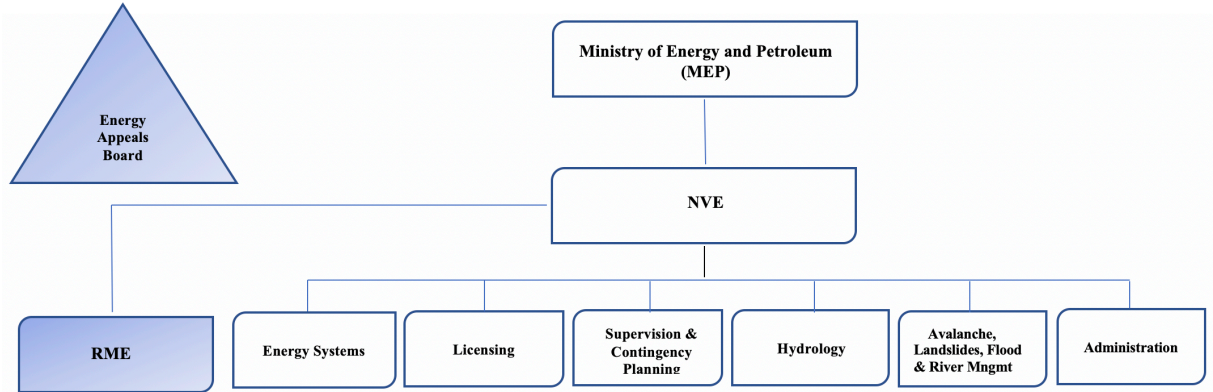 Energy
Appeals
Board
Ministry of Energy and Petroleum
(MEP)
NVE
RME
Energy Systems
Licensing
Supervision &
Contingency
Planning
Hydrology
Avalanche,
Landslides, Flood
& River Mngmt
Administration